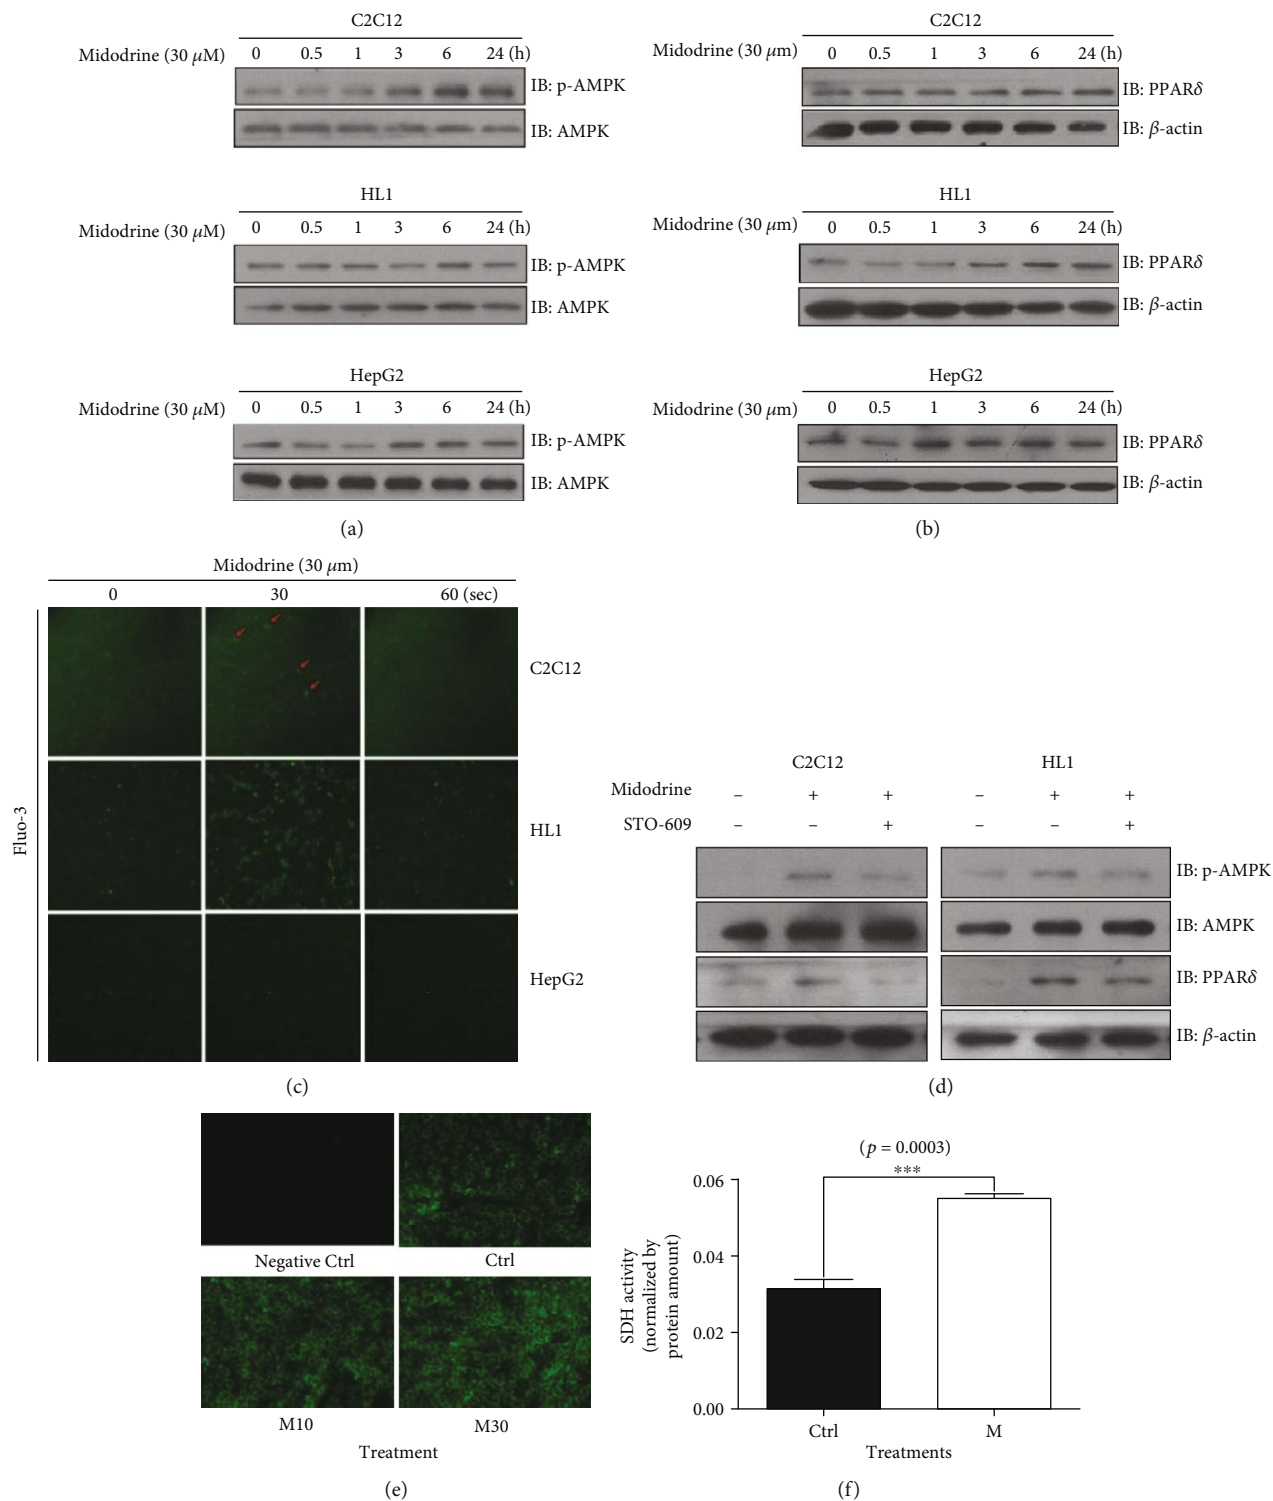 C2C12
Midodrine (30 μM) 0 0.5 1 3 6 24 (h)
IB: p-AMPK
IB: AMPK
HL1
Midodrine (30 μM) 0 0.5 1 3 6 24 (h)
IB: p-AMPK
IB: AMPK
HepG2
Midodrine (30 μM) 0 0.5 1 3 6 24 (h)
IB: p-AMPK
IB: AMPK
(a)
C2C12
Midodrine (30 μm) 0 0.5 1 3 6 24 (h)
IB: PPARδ
IB: β-actin
HL1
Midodrine (30 μm) 0 0.5 1 3 6 24 (h)
IB: PPARδ
IB: β-actin
HepG2
Midodrine (30 μm) 0 0.5 1 3 6 24 (h)
IB: PPARδ
IB: β-actin
(b)
Midodrine (30 μm)
0 30 60 (sec)
Fluo-3
C2C12
HL1
HepG2
(c)
C2C12 HL1
Midodrine – + + – + +
STO-609 – – + – – +
IB: p-AMPK
IB: AMPK
IB: PPARδ
IB: β-actin
(d)
Negative Ctrl Ctrl
M10 M30
Treatment
(e)
(p = 0.0003)
***
0.06
0.04
0.02
0.00
SDH activity
(normalized by
protein amount)
Ctrl M
Treatments
(f)